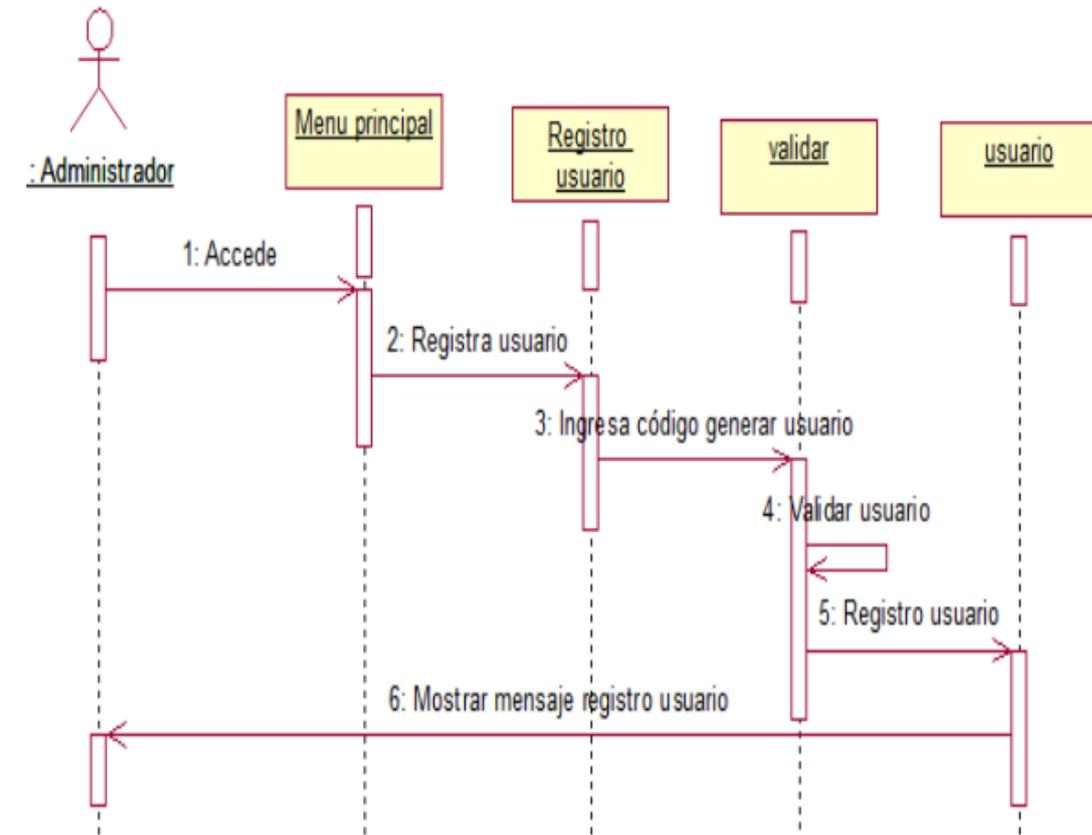 : Administrador
Menu principal
Registro
usuario
validar
usuario
1: Accede
2: Registra usuario
3: Ingresa código generar usuario
4: Validar usuario
5: Registro usuario
6: Mostrar mensaje registro usuario